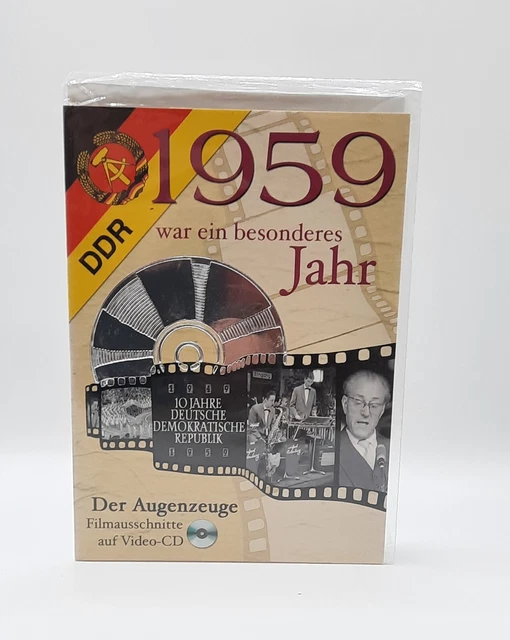 1959
DDR
war ein besonderes
Jahr
1949
10 JAHRE
DEUTSCHE
DEMOKRATISCHE
REPUBLIK
1959
Der Augenzeuge
Filmausschnitte
auf Video-CD